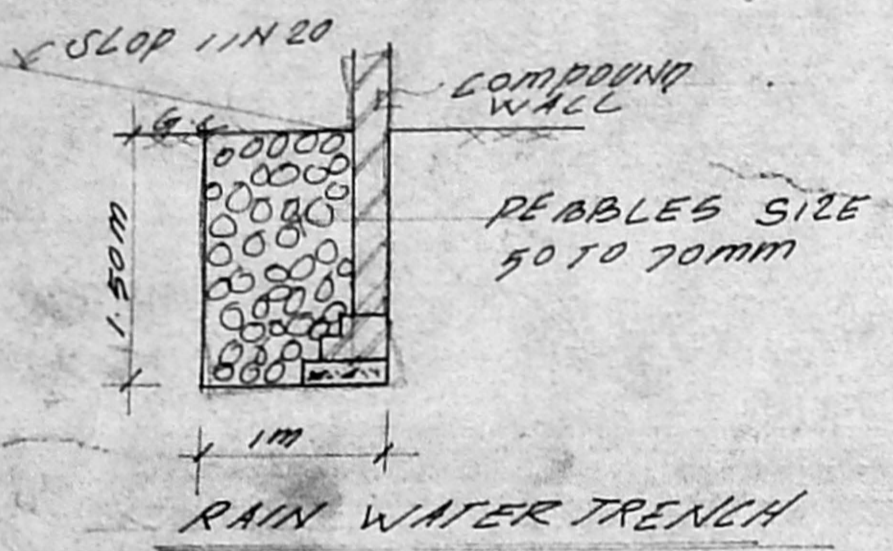 SLOP 1 IN 20
COMPOUND
WALL
G.L
PEBBLES SIZE
50 TO 70mm
1.50m
1m
RAIN WATER TRENCH